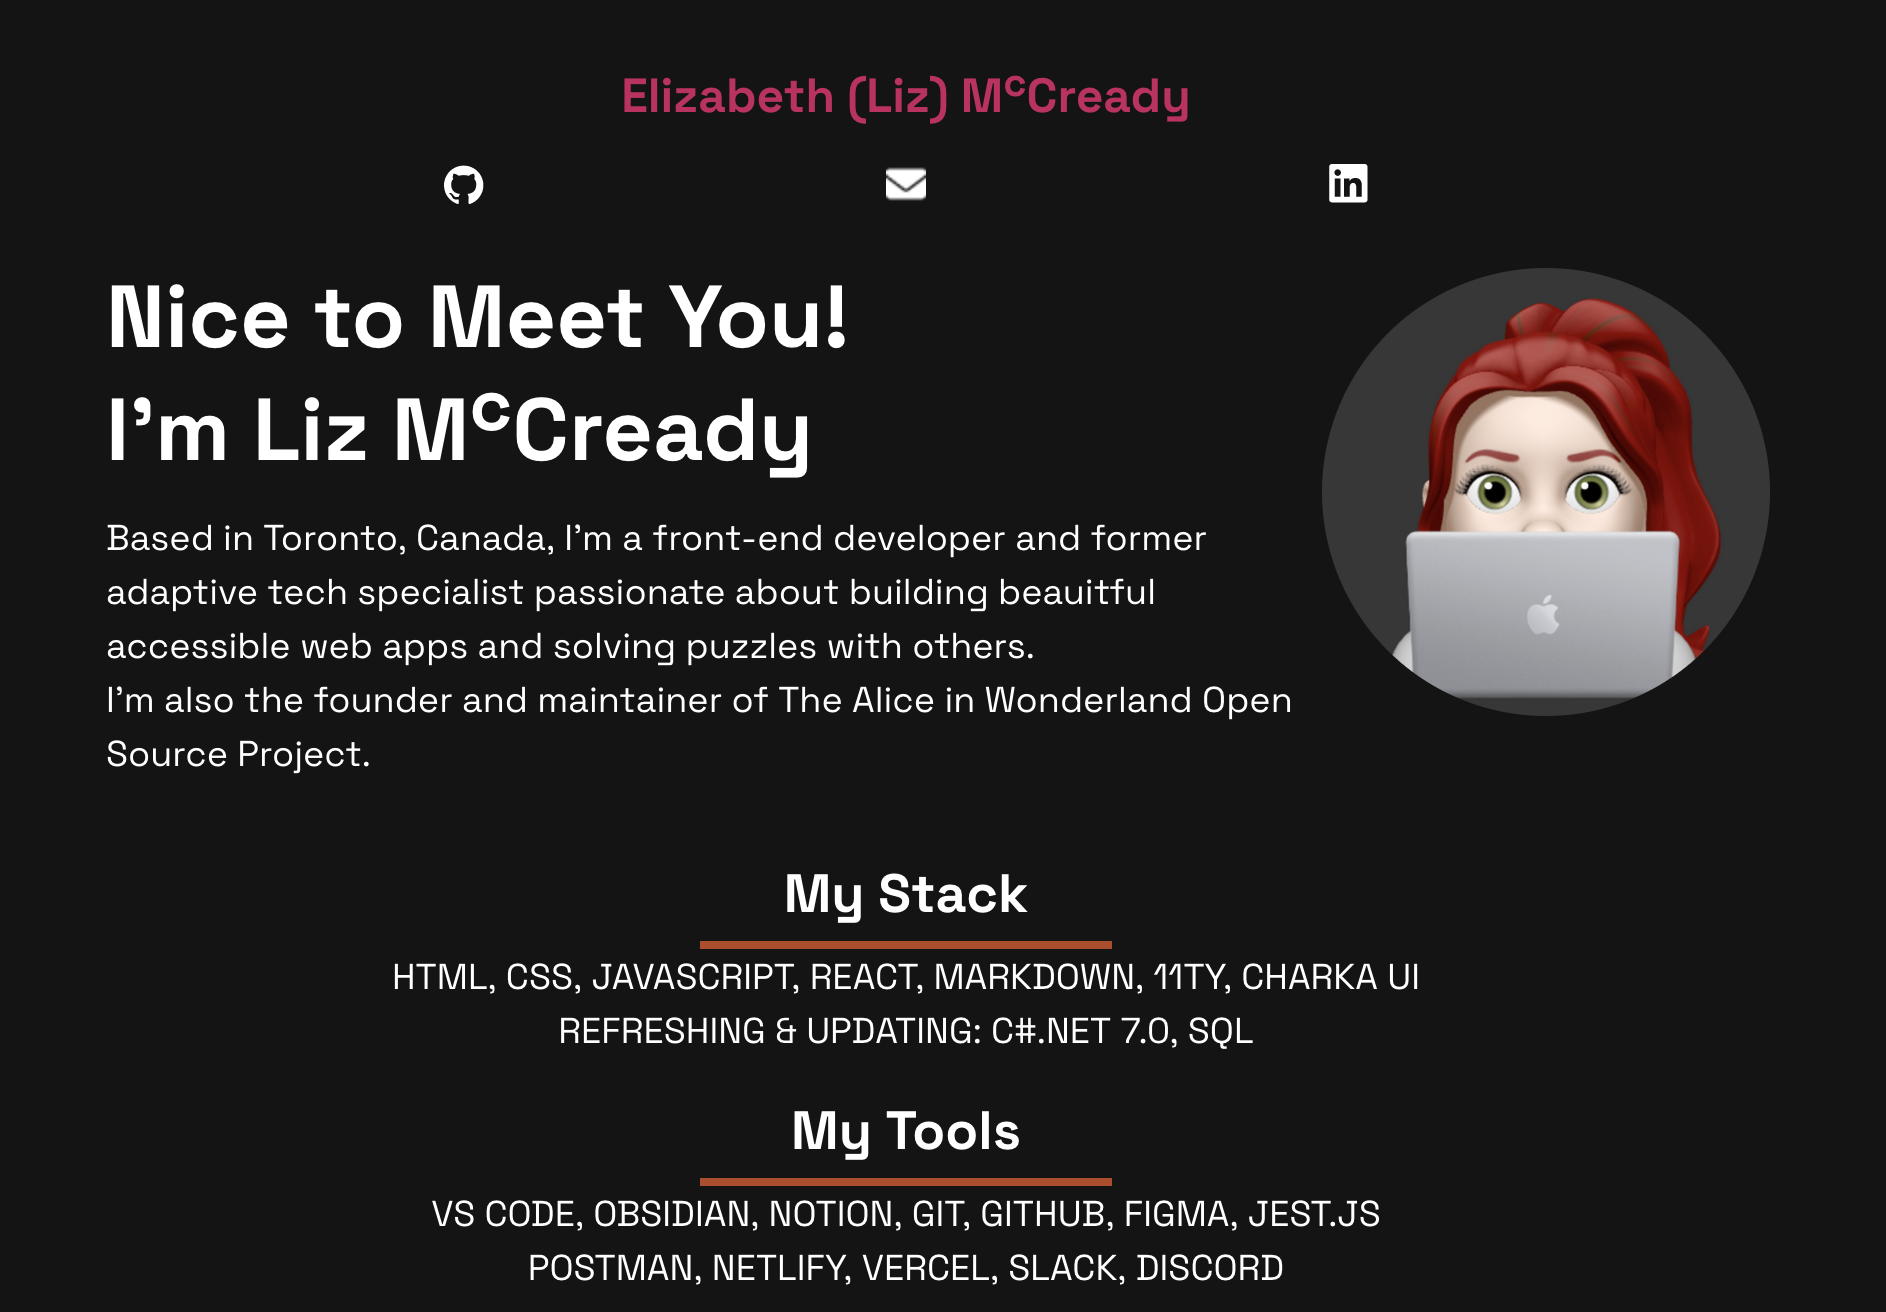 Elizabeth (Liz) MᶜCready
in
Nice to Meet You!
I’m Liz MᶜCready
Based in Toronto, Canada, I’m a front-end developer and former
adaptive tech specialist passionate about building beauitful
accessible web apps and solving puzzles with others.
I’m also the founder and maintainer of The Alice in Wonderland Open
Source Project.
My Stack
HTML, CSS, JAVASCRIPT, REACT, MARKDOWN, 11TY, CHARKA UI
REFRESHING & UPDATING: C#.NET 7.0, SQL
My Tools
VS CODE, OBSIDIAN, NOTION, GIT, GITHUB, FIGMA, JEST.JS
POSTMAN, NETLIFY, VERCEL, SLACK, DISCORD